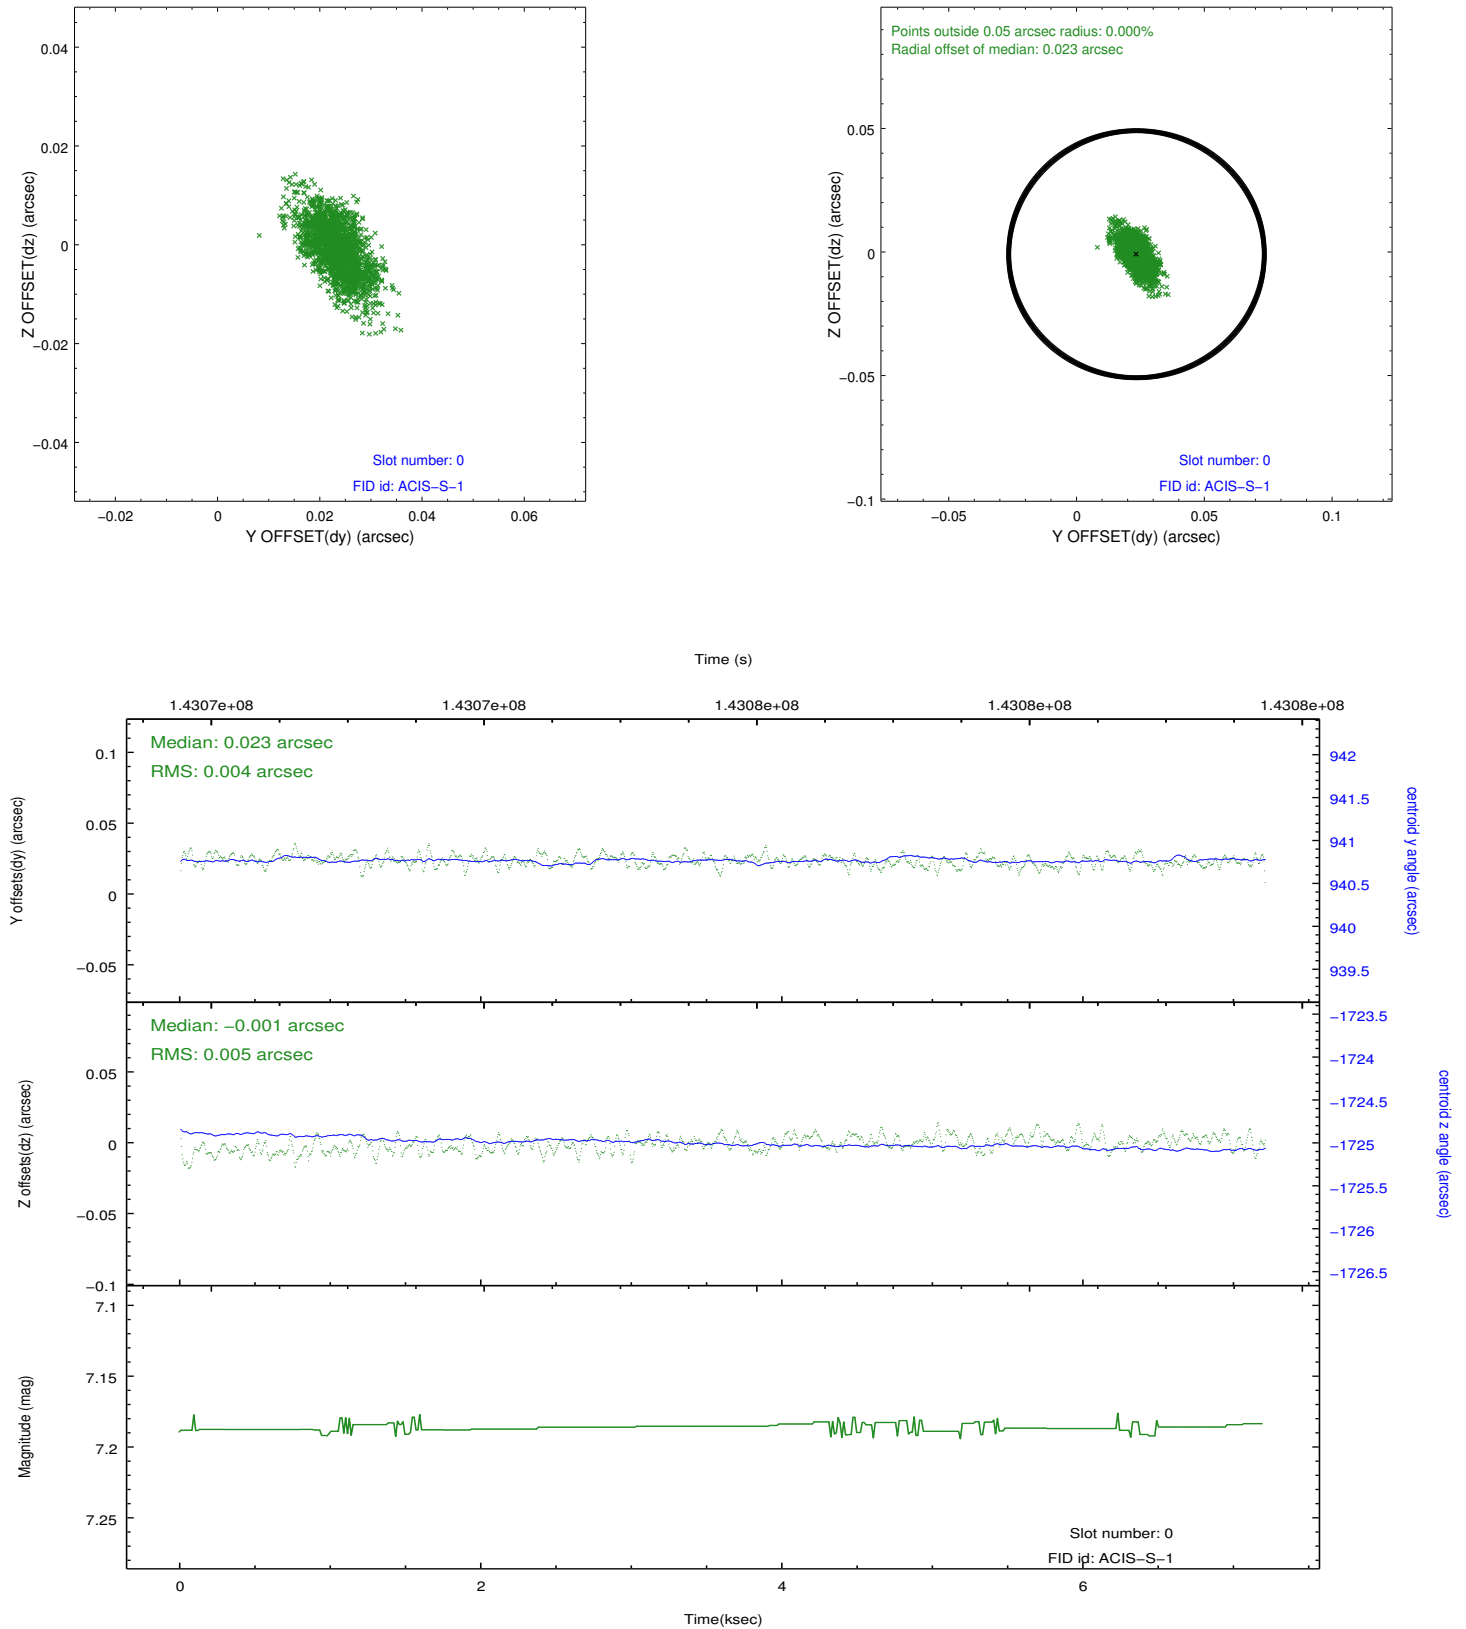 0.04
0.02
0
−0.02
−0.04
Z OFFSET(dz) (arcsec)
Slot number: 0
FID id: ACIS−S−1
−0.02 0 0.02 0.04 0.06
Y OFFSET(dy) (arcsec)
Points outside 0.05 arcsec radius: 0.000%
Radial offset of median: 0.023 arcsec
0.05
0
−0.05
−0.1
Z OFFSET(dz) (arcsec)
Slot number: 0
FID id: ACIS−S−1
−0.05 0 0.05 0.1
Y OFFSET(dy) (arcsec)
Time (s)
1.4307e+08 1.4307e+08 1.4308e+08 1.4308e+08 1.4308e+08
Median: 0.023 arcsec
RMS: 0.004 arcsec
0.1
0.05
0
−0.05
Y offsets(dy) (arcsec)
942
941.5
941
940.5
940
939.5
centroid y angle (arcsec)
Median: −0.001 arcsec
RMS: 0.005 arcsec
0.05
0
−0.05
−0.1
Z offsets(dz) (arcsec)
−1723.5
−1724
−1724.5
−1725
−1725.5
−1726
−1726.5
centroid z angle (arcsec)
7.1
7.15
7.2
7.25
Magnitude (mag)
Slot number: 0
FID id: ACIS−S−1
0 2 4 6
Time(ksec)